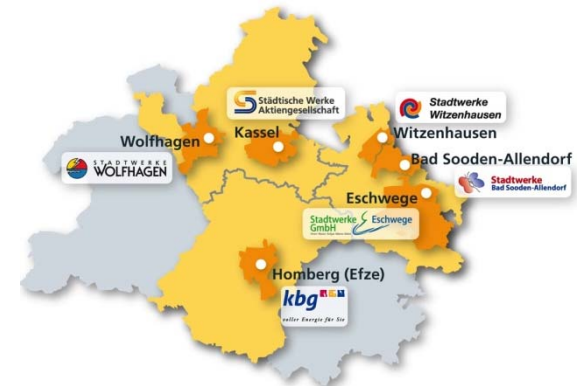 Städtische Werke
Aktiengesellschaft
Stadtwerke
Witzenhausen
Wolfhagen
Kassel
Witzenhausen
STADTWERKE
WOLFHAGEN
Bad Sooden-Allendorf
Stadtwerke
Bad Sooden-Allendorf
Eschwege
Stadtwerke Eschwege
GmbH
Homberg (Efze)
kbg
voller Energie für Sie